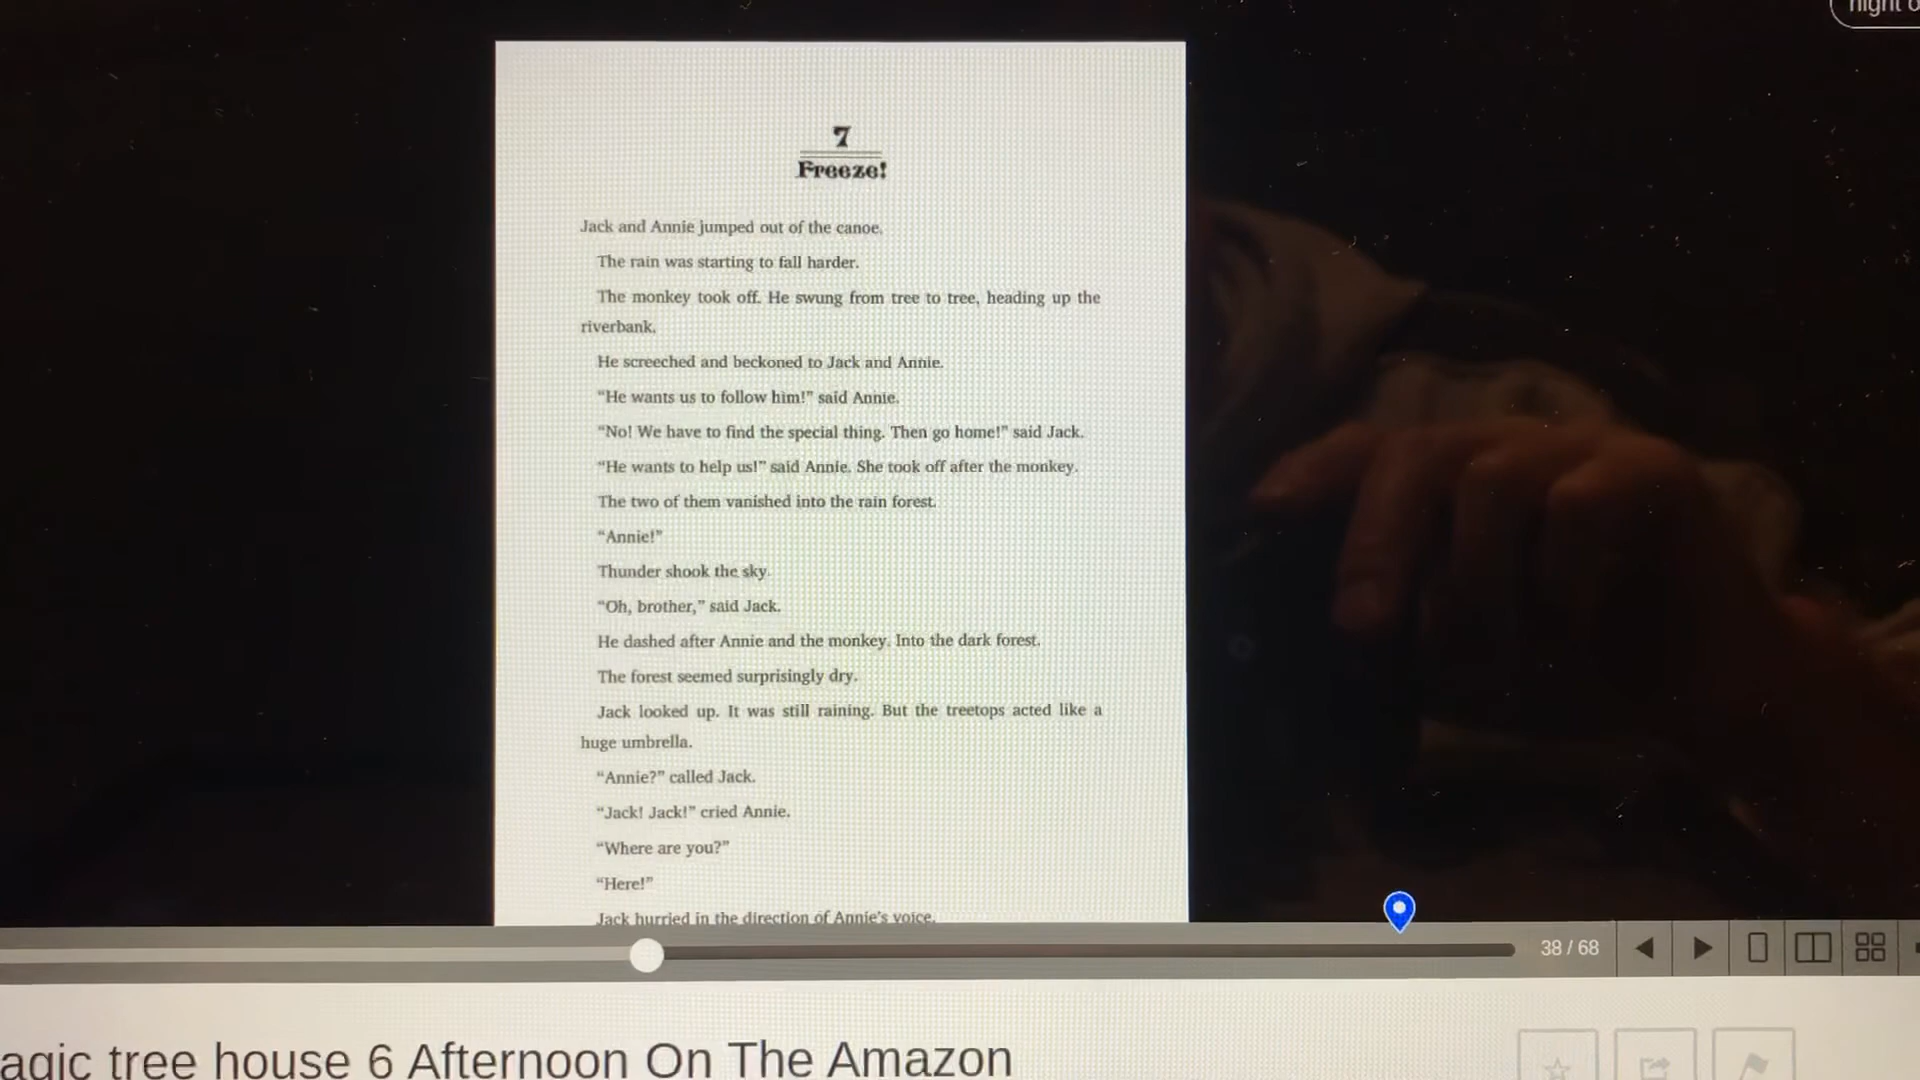 night
7
Freeze!
Jack and Annie jumped out of the canoe.
The rain was starting to fall harder.
The monkey took off. He swung from tree to tree, heading up the
riverbank.
He screeched and beckoned to Jack and Annie.
“He wants us to follow him!” said Annie.
“No! We have to find the special thing. Then go home!” said Jack.
“He wants to help us!” said Annie. She took off after the monkey.
The two of them vanished into the rain forest.
“Annie!”
Thunder shook the sky.
“Oh, brother,” said Jack.
He dashed after Annie and the monkey. Into the dark forest.
The forest seemed surprisingly dry.
Jack looked up. It was still raining. But the treetops acted like a
huge umbrella.
“Annie?” called Jack.
“Jack! Jack!” cried Annie.
“Where are you?”
“Here!”
Jack hurried in the direction of Annie’s voice.
38 / 68
agic tree house 6 Afternoon On The Amazon